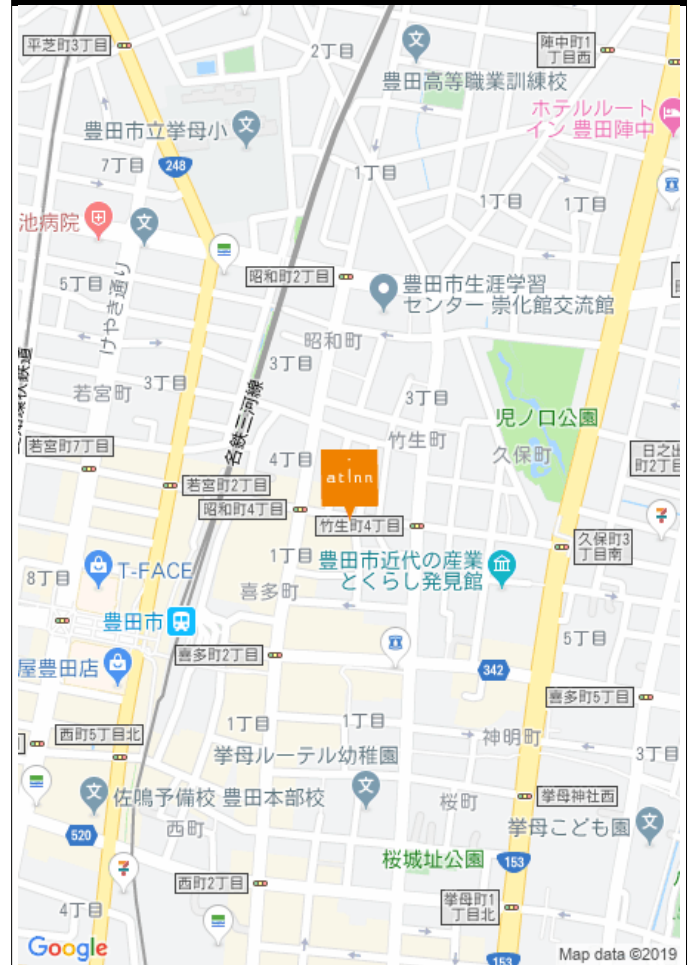 平芝町3丁目
2丁目
陣中町1
丁目西
豊田高等職業訓練校
ホテルルート
イン 豊田陣中
豊田市立挙母小
7丁目
248
1丁目
1丁目
1丁目
池病院
5丁目
けやき通り
昭和町2丁目
豊田市生涯学習
センター 崇化館交流館
昭和町
3丁目
3丁目
若宮町
名鉄三河線
3丁目
児ノ口公園
竹生町
久保町
若宮町7丁目
4丁目
日之出
町2丁目
若宮町2丁目
atinn
昭和町4丁目
竹生町4丁目
久保町3
丁目南
1丁目
豊田市近代の産業
とくらし発見館
T-FACE
8丁目
喜多町
豊田市
5丁目
喜多町2丁目
屋豊田店
342
喜多町5丁目
西町5丁目北
1丁目
1丁目
神明町
3丁目
挙母ルーテル幼稚園
佐鳴予備校 豊田本部校
桜町
挙母神社西
520
西町
挙母こども園
桜城址公園
153
西町2丁目
挙母町1
丁目北
4丁目
Google
153
Map data ©2019